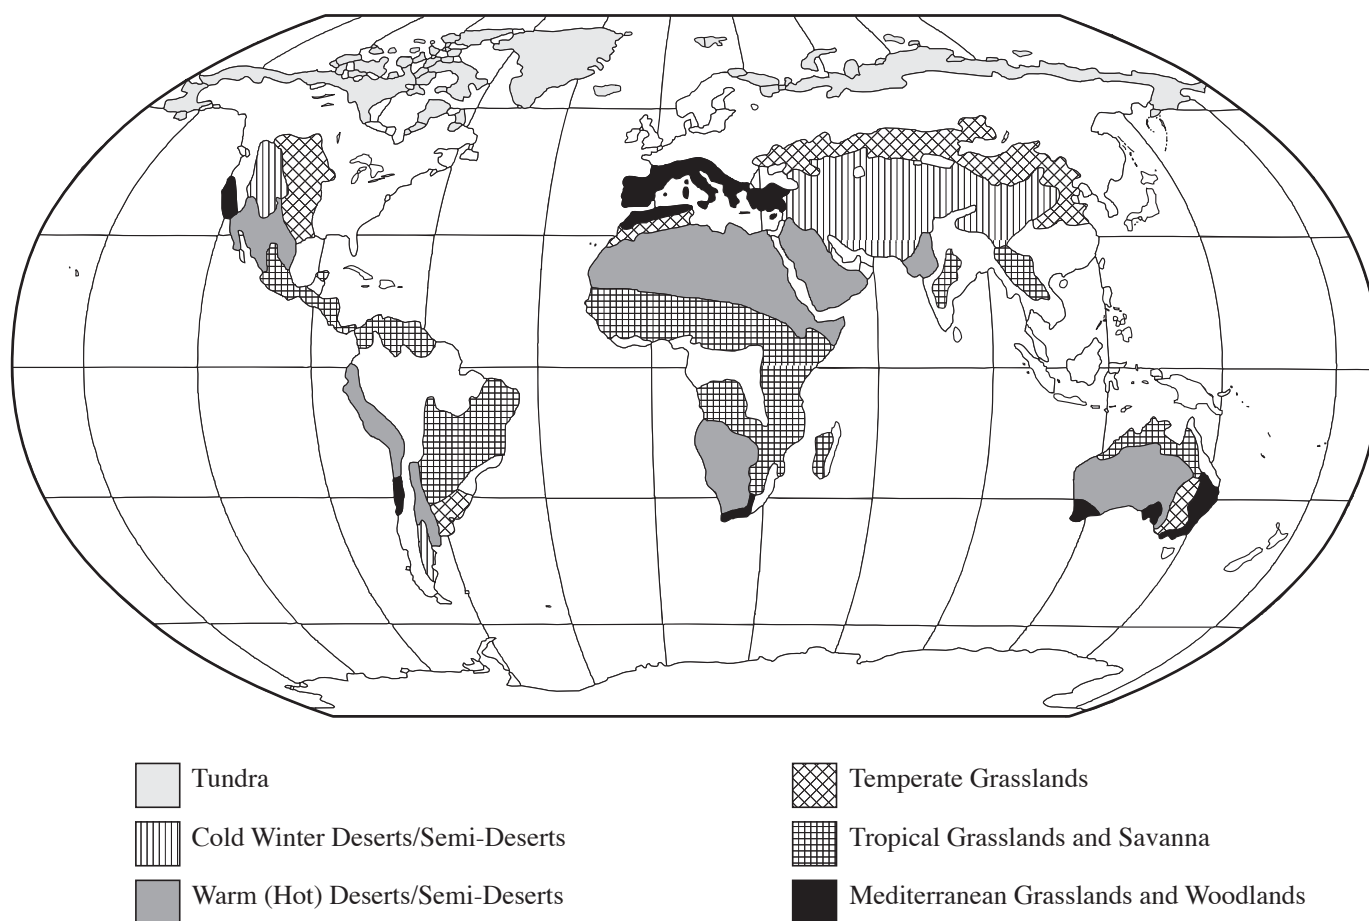 Tundra
Cold Winter Deserts/Semi-Deserts
Warm (Hot) Deserts/Semi-Deserts
Temperate Grasslands
Tropical Grasslands and Savanna
Mediterranean Grasslands and Woodlands